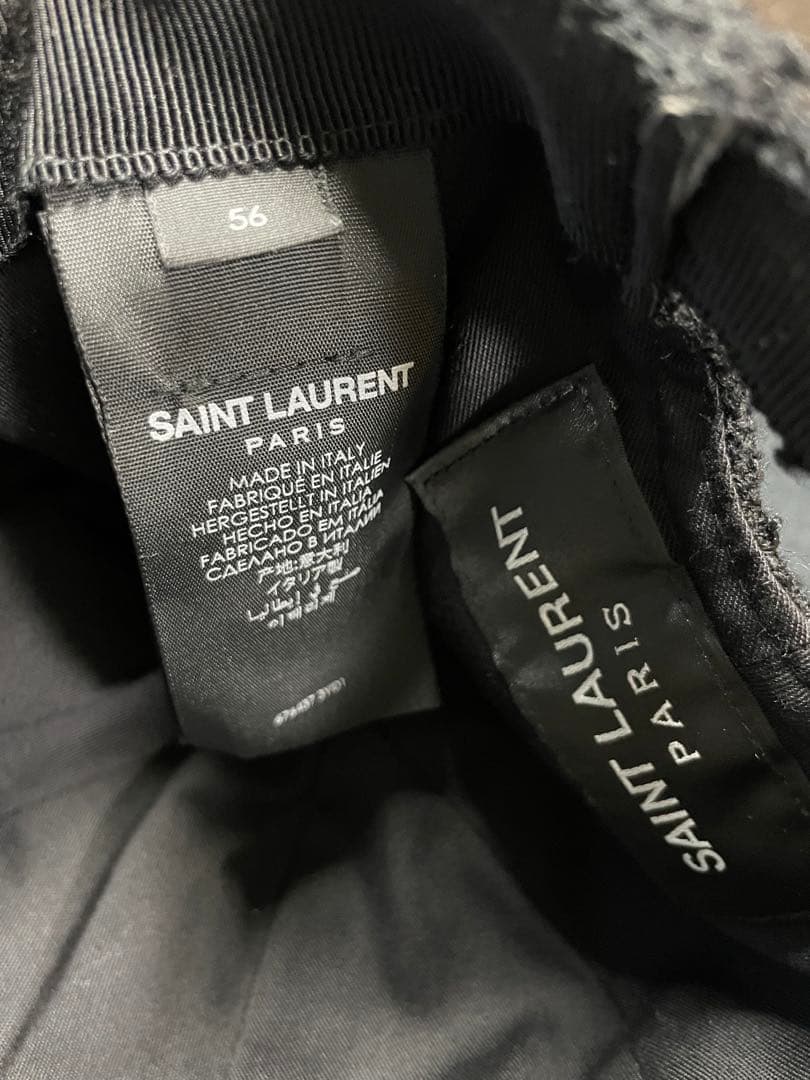 56
SAINT LAURENT
PARIS
MADE IN ITALY
FABRIQUÉ EN ITALIE
HERGESTELLT IN ITALIEN
HECHO EN ITALIA
FABRICADO EM ITALIA
СДЕЛАНО В ИТАЛИИ
产地:意大利
イタリア製
SAINT LAURENT
PARIS